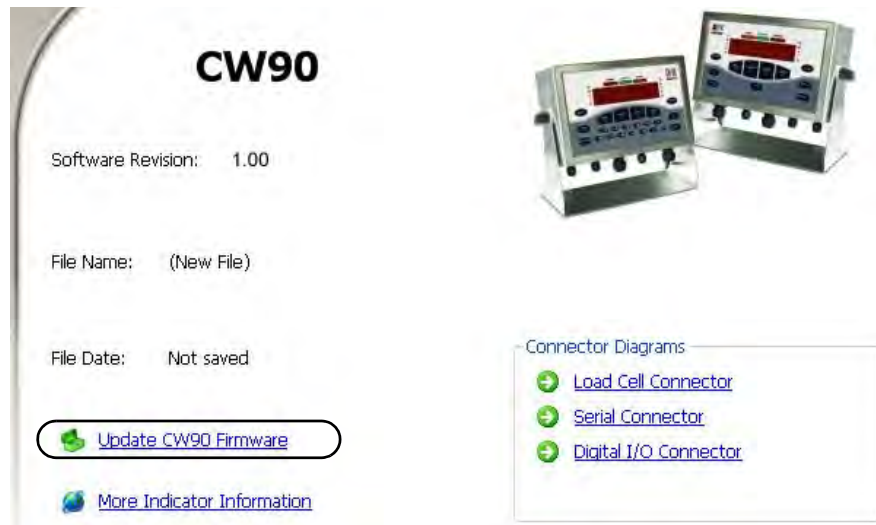 CW90
Software Revision: 1.00
File Name: (New File)
File Date: Not saved
Update CW90 Firmware
More Indicator Information
Connector Diagrams
Load Cell Connector
Serial Connector
Digital I/O Connector